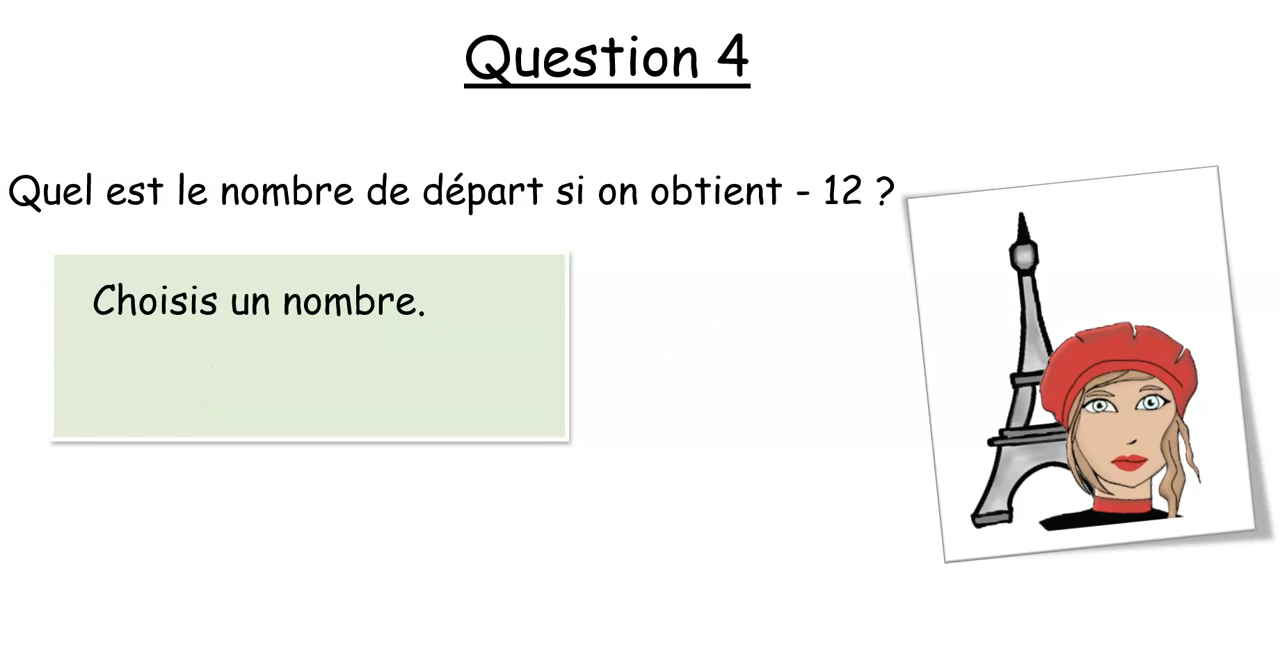 Question 4
Quel est le nombre de départ si on obtient - 12 ?
Choisis un nombre.